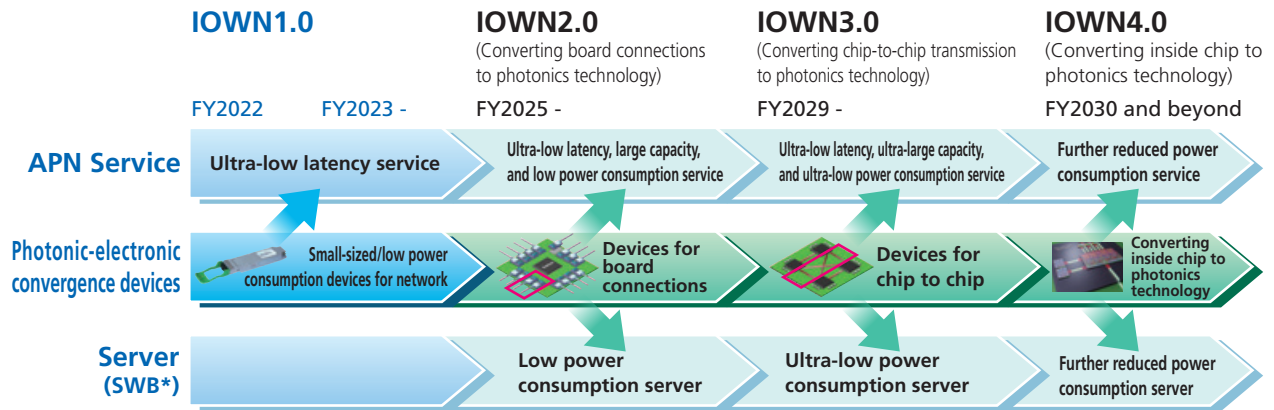 IOWN1.0
IOWN2.0
(Converting board connections
to photonics technology)
IOWN3.0
(Converting chip-to-chip transmission
to photonics technology)
IOWN4.0
(Converting inside chip to
photonics technology)
FY2022
FY2023 -
FY2025 -
FY2029 -
FY2030 and beyond
APN Service
Ultra-low latency service
Ultra-low latency, large capacity,
and low power consumption service
Ultra-low latency, ultra-large capacity,
and ultra-low power consumption service
Further reduced power
consumption service
Photonic-electronic
convergence devices
Small-sized/low power
consumption devices for network
Devices for
board
connections
Devices for
chip to chip
Converting
inside chip to
photonics
technology
Server
(SWB*)
Low power
consumption server
Ultra-low power
consumption server
Further reduced power
consumption server